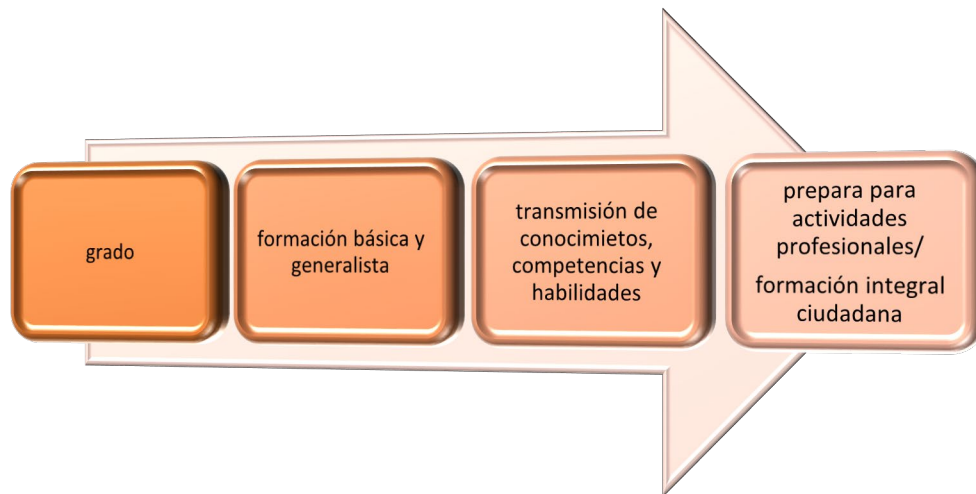 grado
formación básica y
generalista
transmisión de
conocimietos,
competencias y
habilidades
prepara para
actividades
profesionales/
formación integral
ciudadana